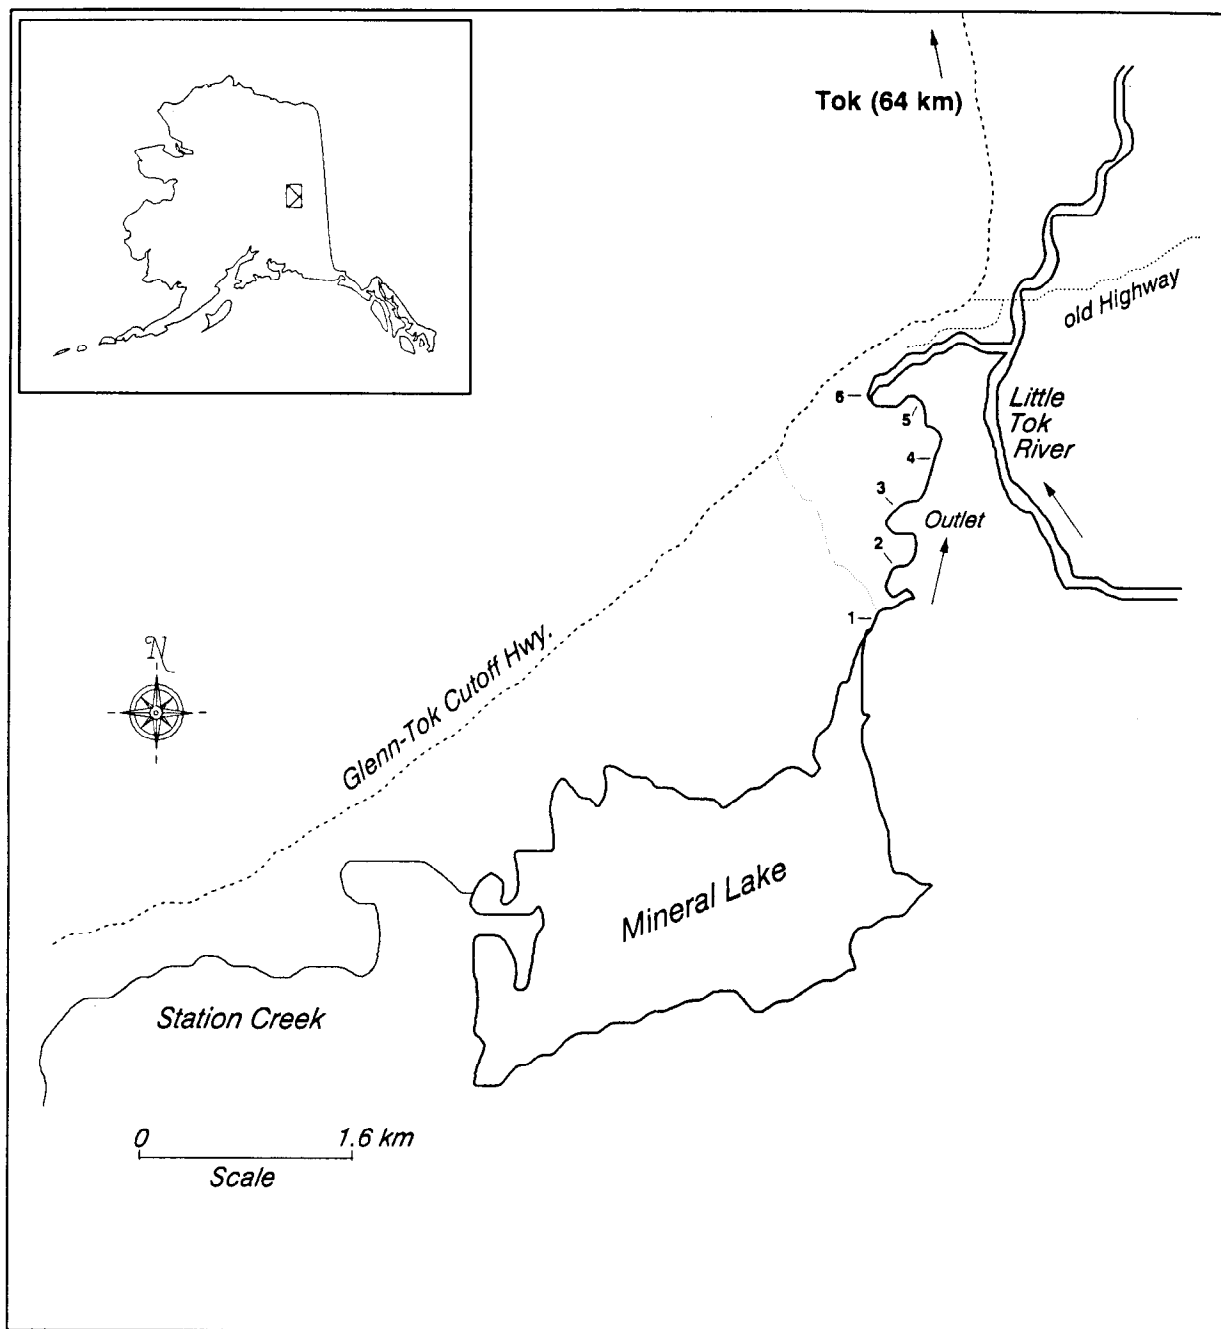 Tok (64 km)
old Highway
6
5
Little
Tok
River
4
3
Outlet
2
1
N
Glenn-Tok Cutoff Hwy.
Mineral Lake
Station Creek
0 1.6 km
Scale